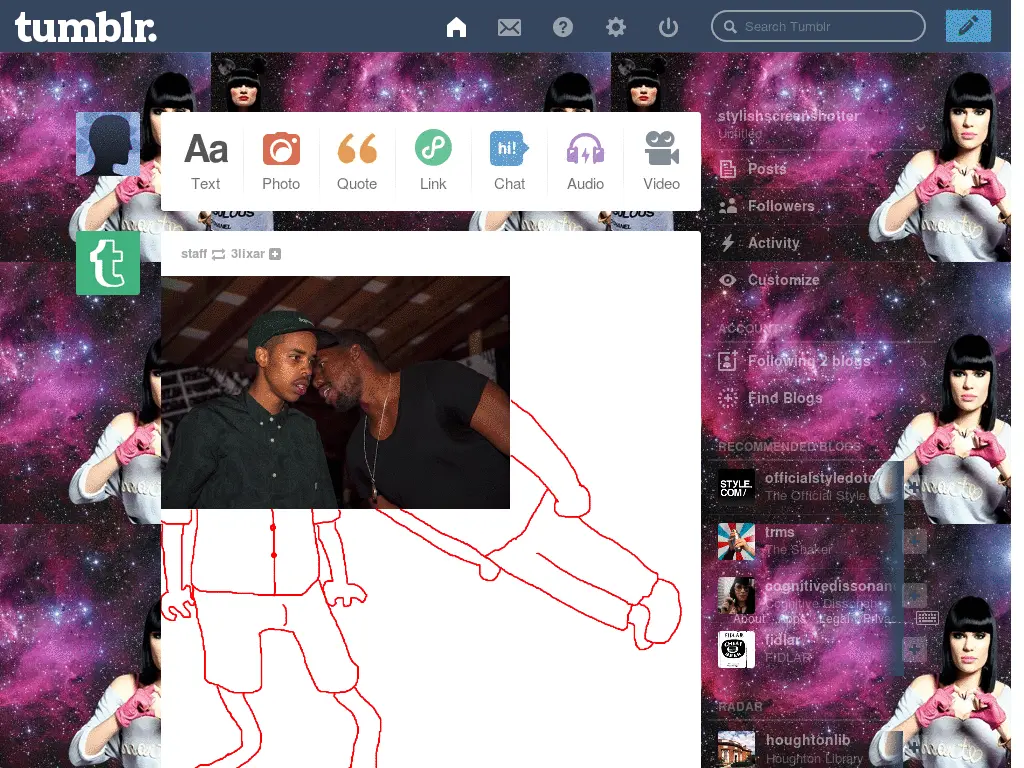 tumblr.
Search Tumblr
Aa
hi!
Text
Photo
Quote
Link
Chat
Audio
Video
staff 3lixar
stylishscreenshotter
Untitled
Posts
Followers
Activity
Customize
ACCOUNT
Following 2 blogs
Find Blogs
RECOMMENDED BLOGS
STYLE.
COM/
officialstyledotc
The Official Style.
trms
The Shaker
cognitivedissonan
Cognitive Dissonan
About Apps Legal Priva
FIDLAR
fidlar
FIDLAR
RADAR
houghtonlib
Houghton Library